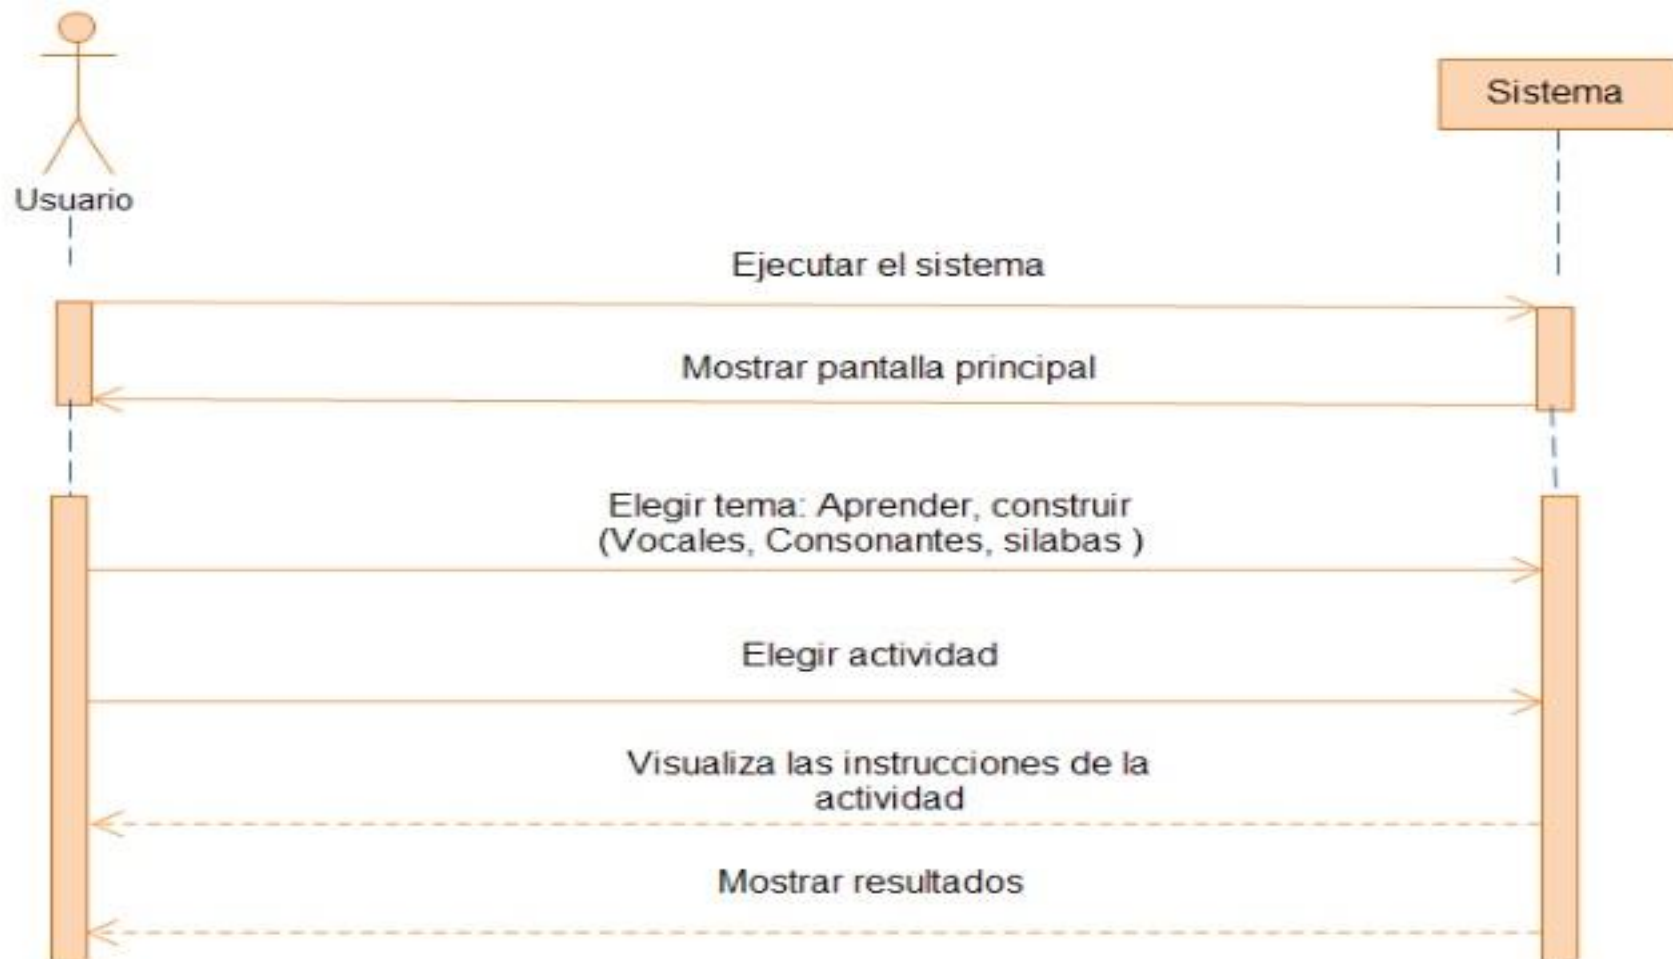 Sistema
Usuario
Ejecutar el sistema
Mostrar pantalla principal
Elegir tema: Aprender, construir
(Vocales, Consonantes, silabas )
Elegir actividad
Visualiza las instrucciones de la
actividad
Mostrar resultados